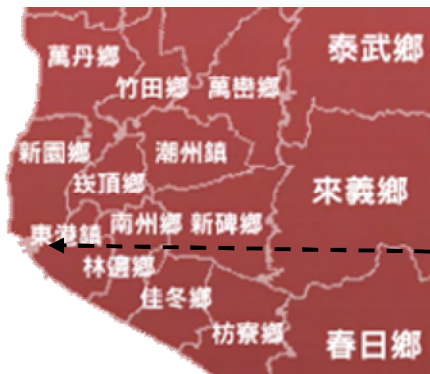 泰武鄉
萬丹鄉
竹田鄉
萬巒鄉
新園鄉
潮州鎮
崁頂鄉
來義鄉
東港鎮
南州鄉
新碑鄉
林邊鄉
佳冬鄉
枋寮鄉
春日鄉